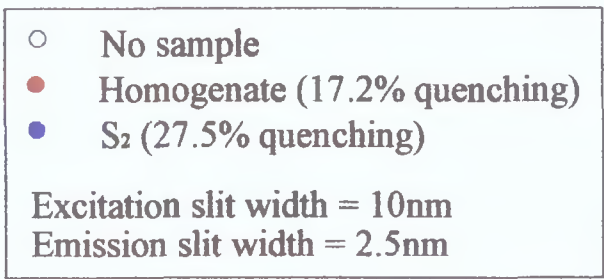 No sample
Homogenate (17.2% quenching)
S₂ (27.5% quenching)
Excitation slit width = 10nm
Emission slit width = 2.5nm